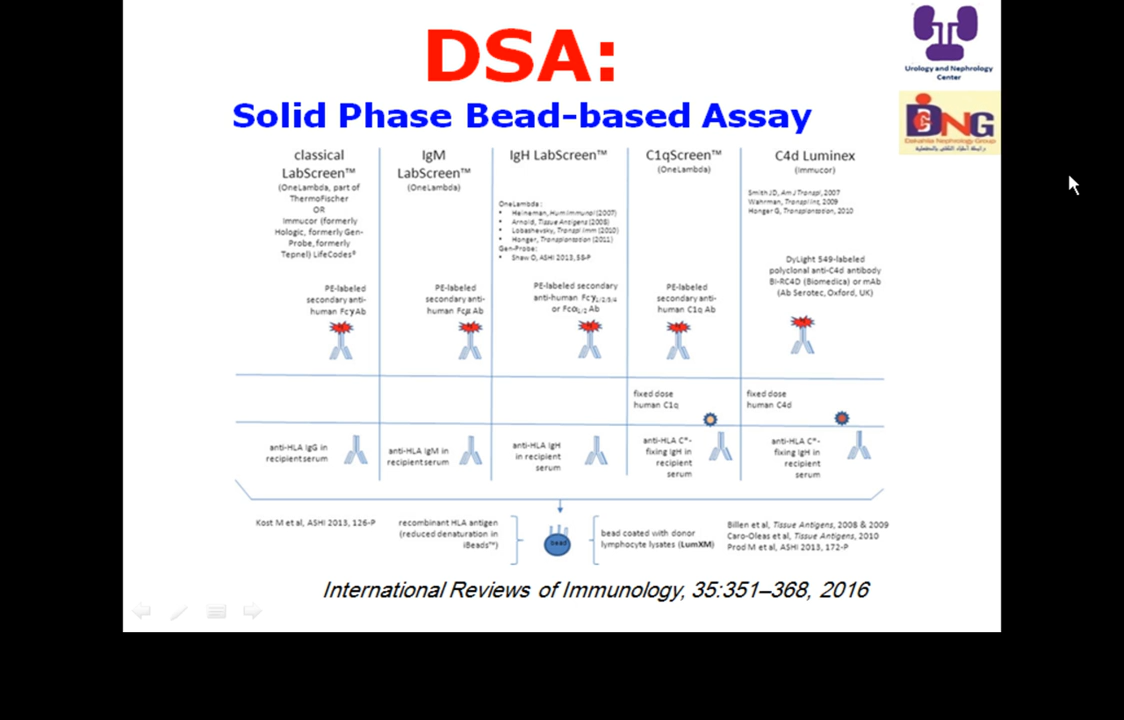 DSA:
Solid Phase Bead-based Assay
Urology and Nephrology
Center
DNG
Dakahlia Nephrology Group
classical
LabScreen™
(OneLambda, part of
ThermoFischer
OR
Immucor (formerly
Hologic, formerly Gen-
Probe, formerly
Tepnel) LifeCodes®
PE-labeled
secondary anti-
human FcγAb
anti-HLA IgG in
recipient serum
IgM
LabScreen™
(OneLambda)
PE-labeled
secondary anti-
human Fcμ Ab
anti-HLA IgM in
recipient serum
IgH LabScreen™
OneLambda:
• Heineman, Hum Immunol (2007)
• Arnold, Tissue Antigens (2008)
• Lobashevsky, Transpl Imm (2010)
• Honger, Transplantation (2011)
Gen-Probe:
• Shaw O, ASHI 2013, 58-P
PE-labeled secondary
anti-human Fcγ1/2/3/4
or Fcα1/2 Ab
anti-HLA IgH
in recipient
serum
C1qScreen™
(OneLambda)
PE-labeled
secondary anti-
human C1q Ab
fixed dose
human C1q
anti-HLA C'-
fixing IgH in
recipient
serum
C4d Luminex
(Immucor)
Smith JD, Am J Transpl, 2007
Wahrman, Transpl Int, 2009
Honger G, Transplantation, 2010
DyLight 549-labeled
polyclonal anti-C4d antibody
BI-RC4D (Biomedica) or mAb
(Ab Serotec, Oxford, UK)
fixed dose
human C4d
anti-HLA C'-
fixing IgH in
recipient
serum
Kost M et al, ASHI 2013, 126-P
recombinant HLA antigen
(reduced denaturation in
iBeads™)
bead
bead coated with donor
lymphocyte lysates (LumXM)
Billen et al, Tissue Antigens, 2008 & 2009
Caro-Oleas et al, Tissue Antigens, 2010
Prod M et al, ASHI 2013, 172-P
International Reviews of Immunology, 35:351–368, 2016